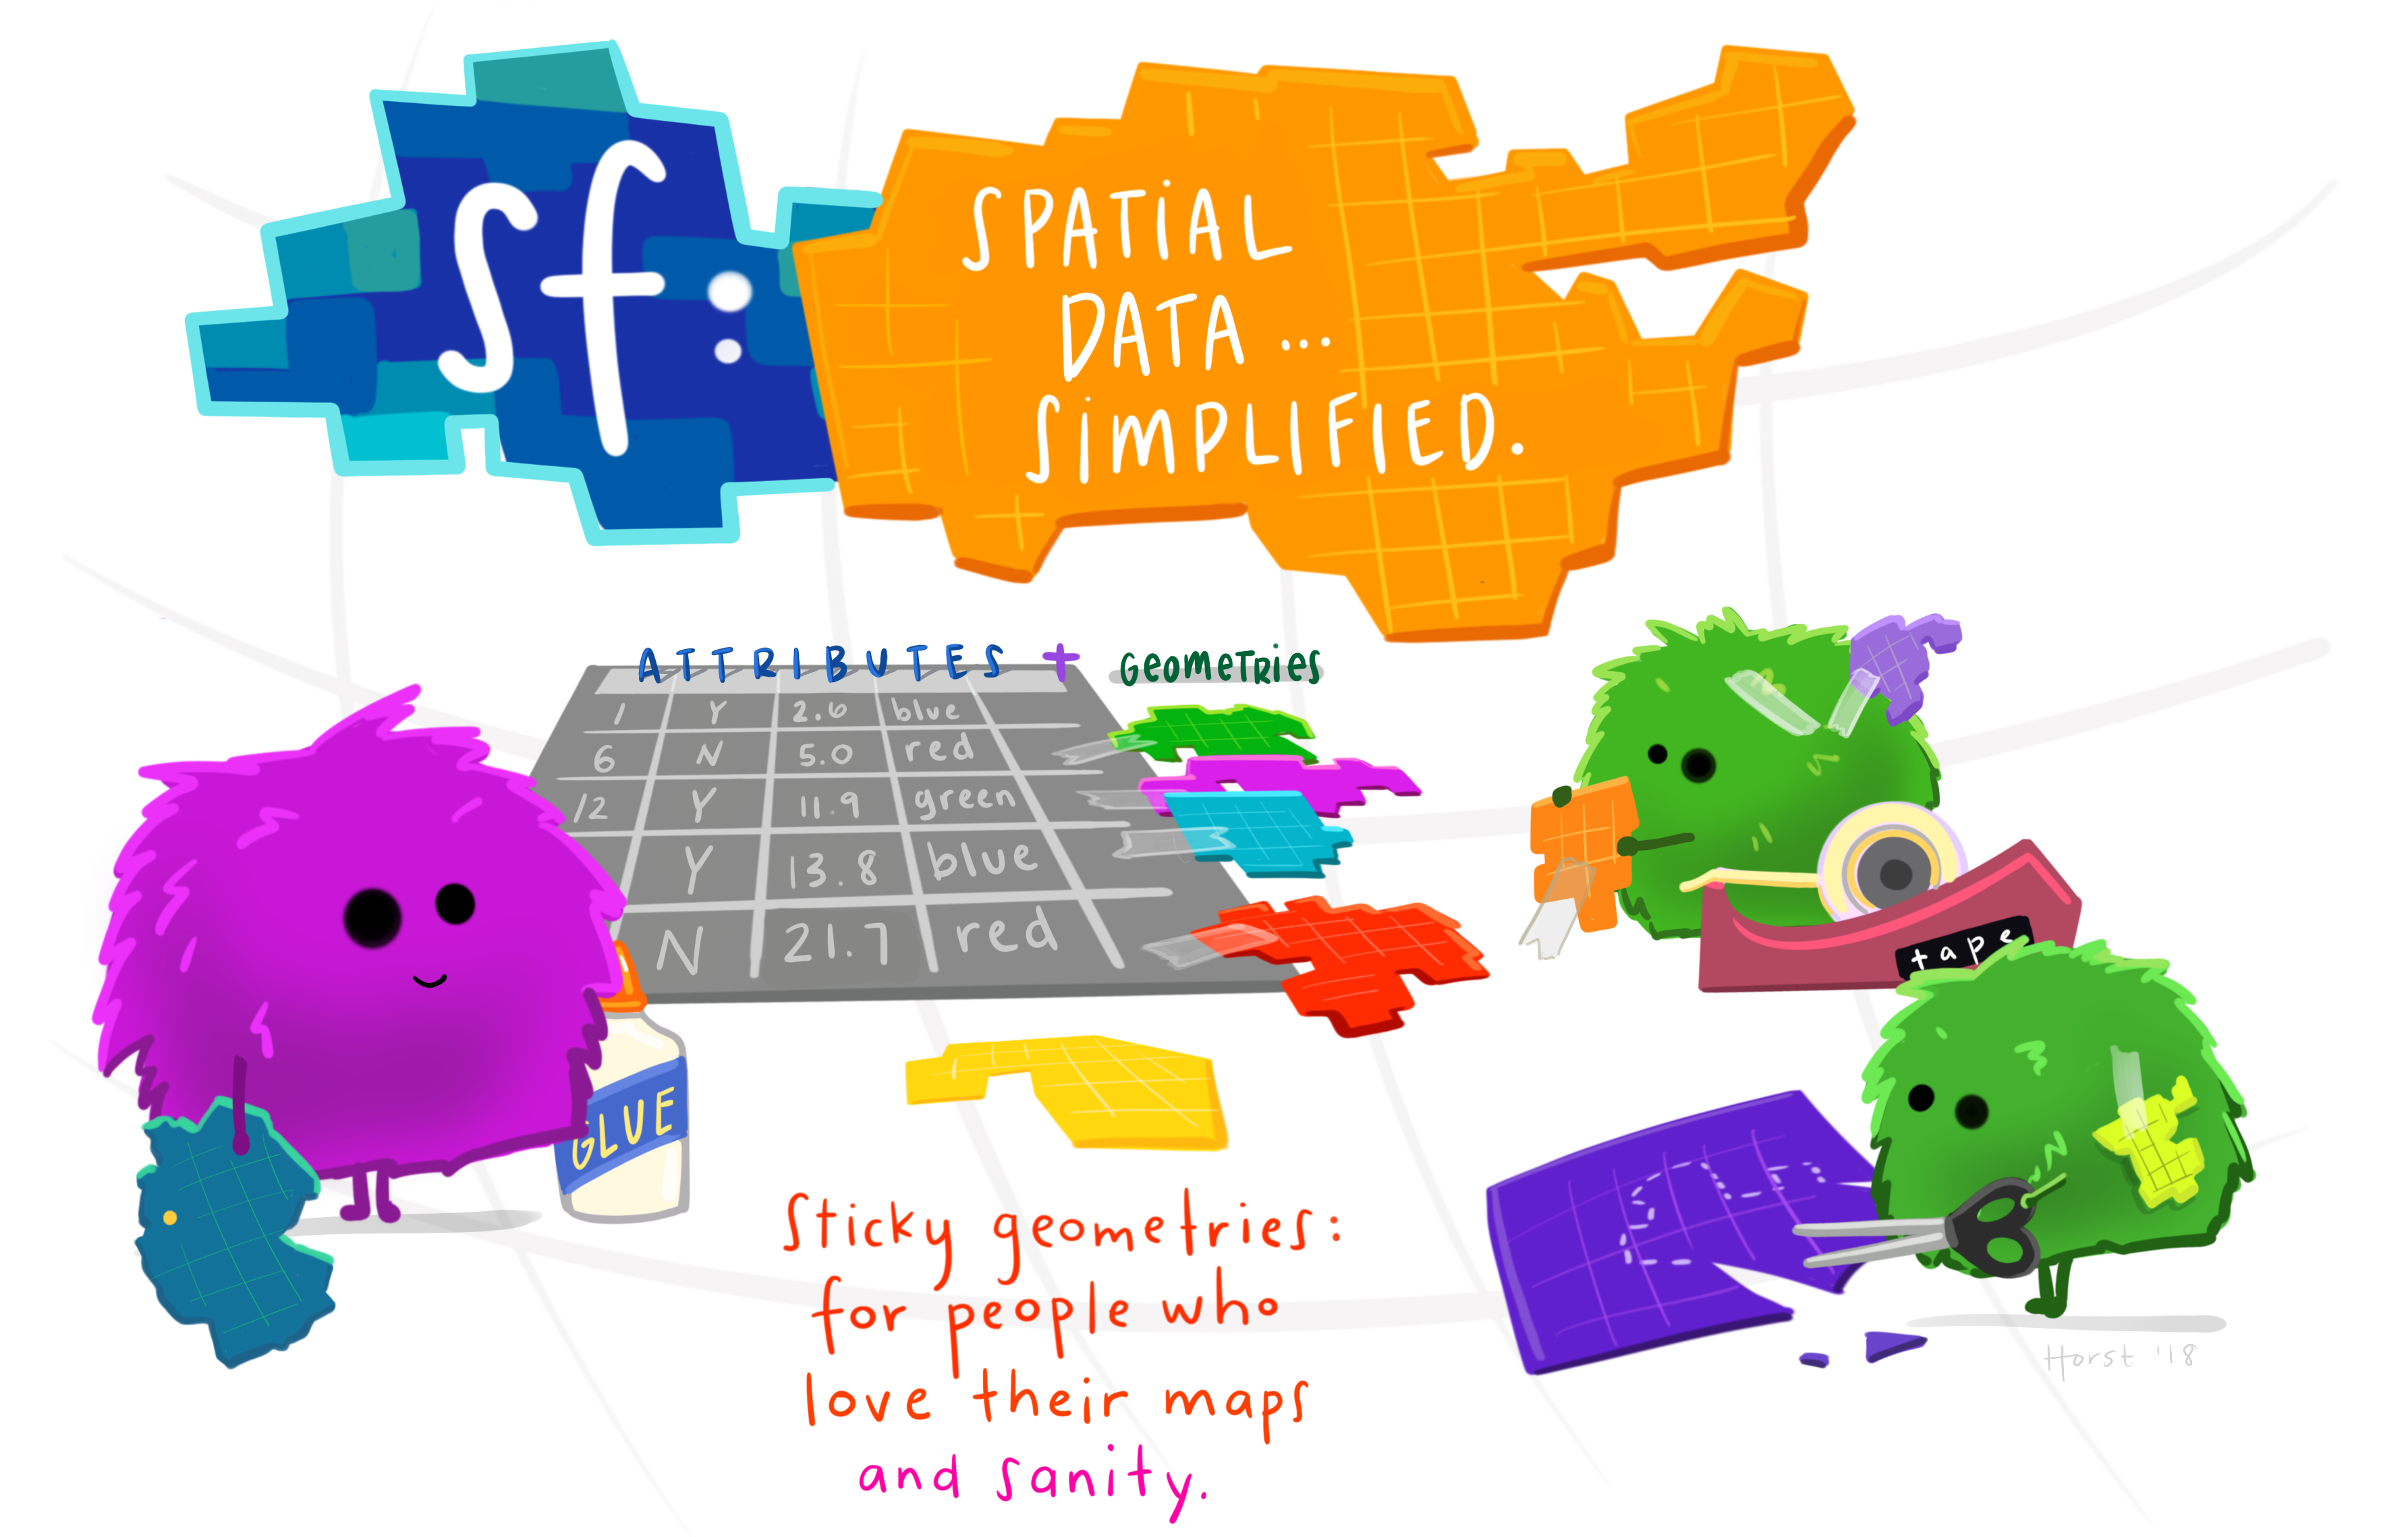 sf:
SPATIAL
DATA ...
SIMPLIFIED.
ATTRIBUTES + GEOMETRIES
1 Y 2.6 blue
6 N 5.0 red
12 Y 11.9 green
Y 13.8 blue
N 21.7 red
tape
GLUE
Sticky geometries:
for people who
love their maps
and sanity.
Horst '18